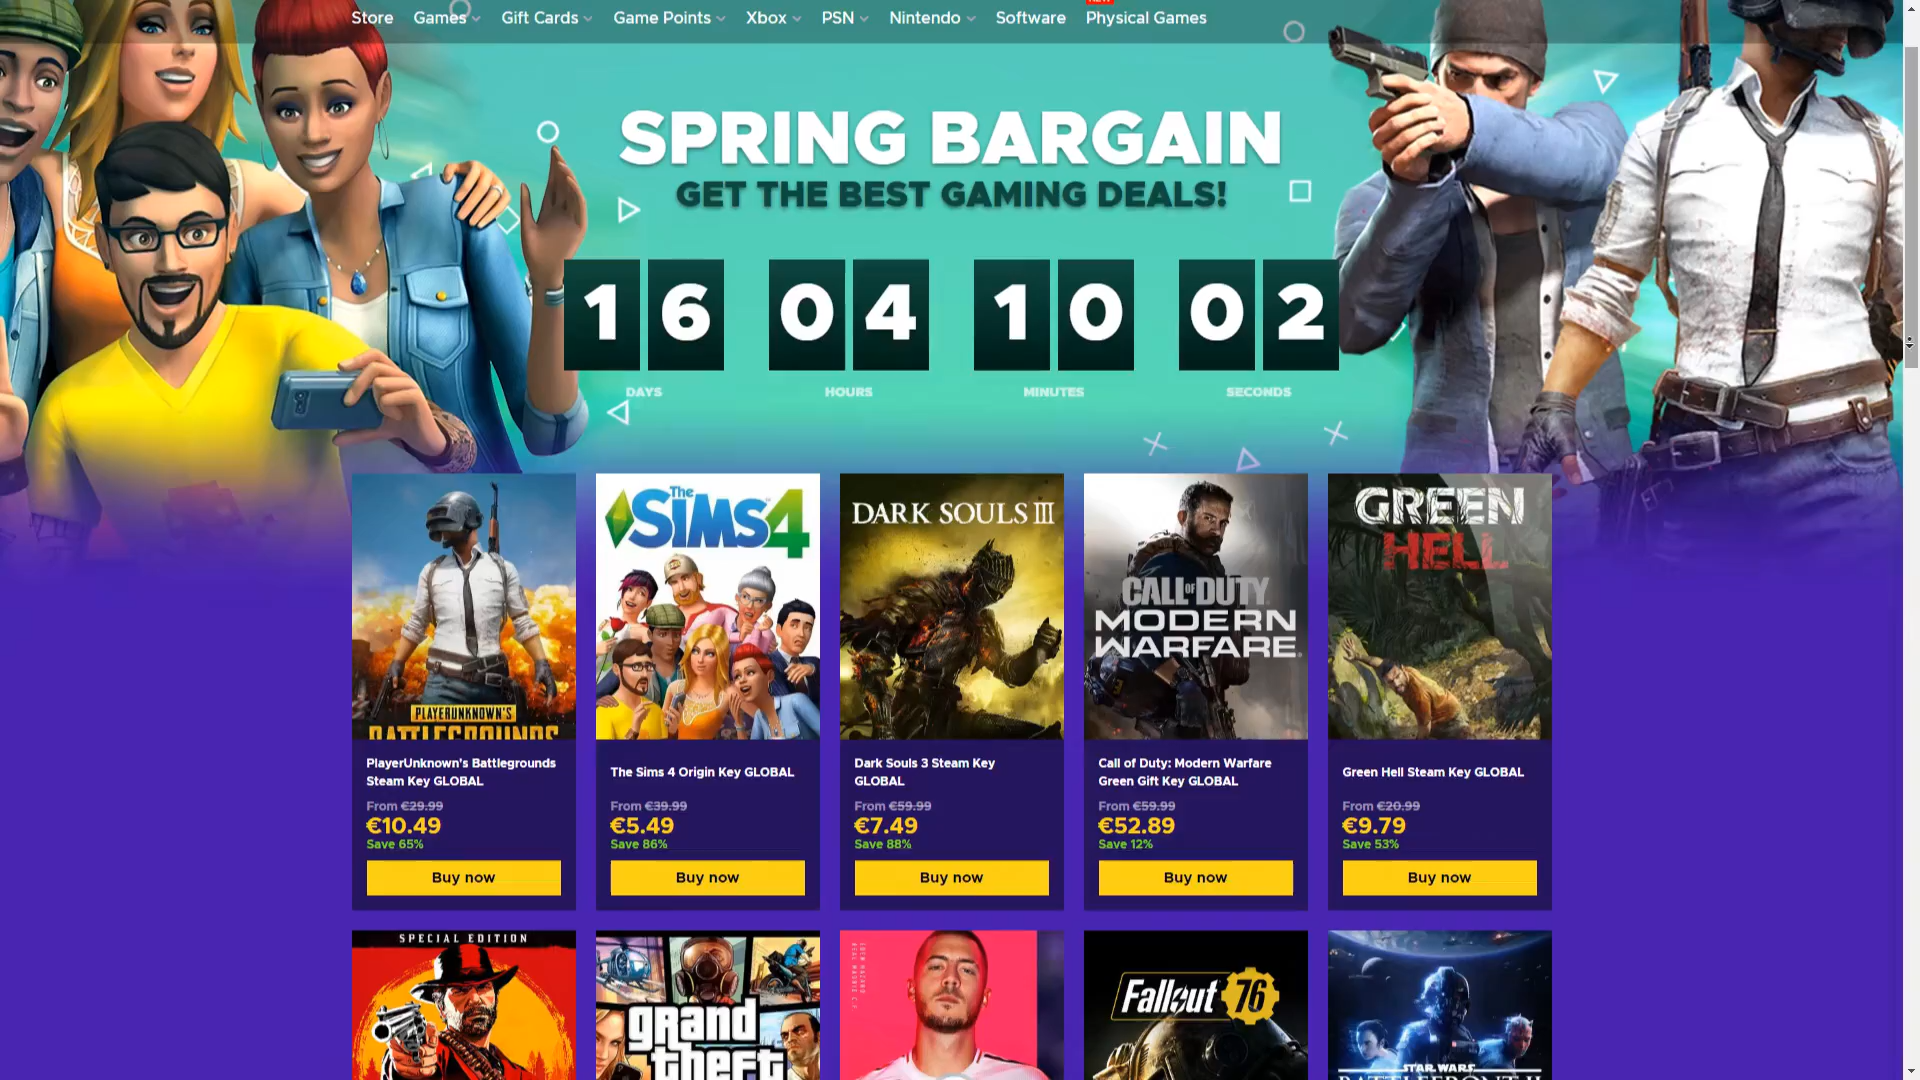 Store Games Gift Cards Game Points Xbox PSN Nintendo Software Physical Games
SPRING BARGAIN
GET THE BEST GAMING DEALS!
16 04 10 02
DAYS HOURS MINUTES SECONDS
PLAYERUNKNOWN'S
BATTLEGROUNDS
The SIMS 4
DARK SOULS III
CALL OF DUTY
MODERN
WARFARE
GREEN
HELL
PlayerUnknown's Battlegrounds
Steam Key GLOBAL
From €29.99
€10.49
Save 65%
Buy now
The Sims 4 Origin Key GLOBAL
From €39.99
€5.49
Save 86%
Buy now
Dark Souls 3 Steam Key
GLOBAL
From €59.99
€7.49
Save 88%
Buy now
Call of Duty: Modern Warfare
Green Gift Key GLOBAL
From €59.99
€52.89
Save 12%
Buy now
Green Hell Steam Key GLOBAL
From €20.99
€9.79
Save 53%
Buy now
SPECIAL EDITION
grand
theft
Fallout 76
STAR WARS
BATTLEFRONT II